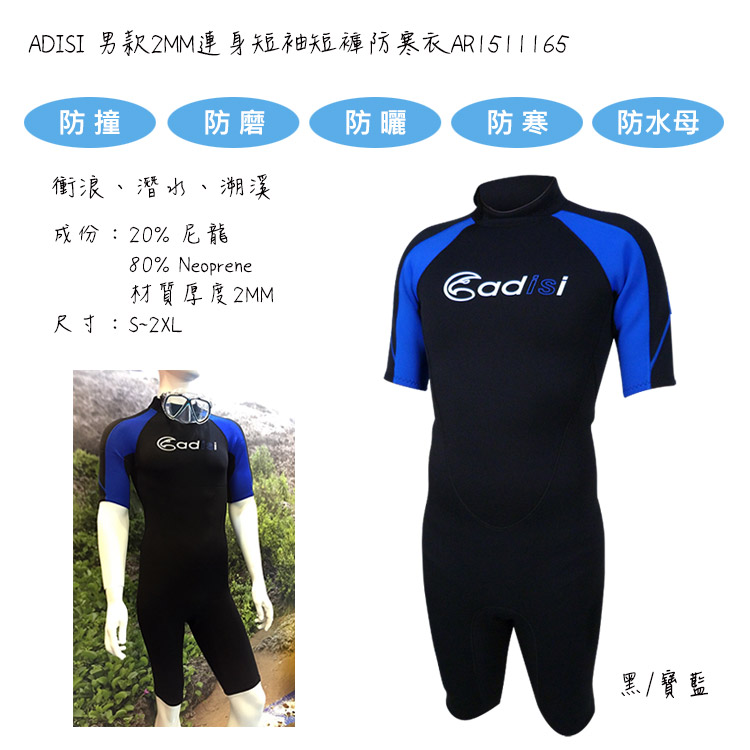 ADISI 男款2MM連身短袖短褲防寒衣AR1511165
防撞 防磨 防曬 防寒 防水母
衝浪、潛水、溯溪
成份：20% 尼龍
80% Neoprene
材質厚度2MM
尺寸：S~2XL
adisi
adisi
黑/寶藍